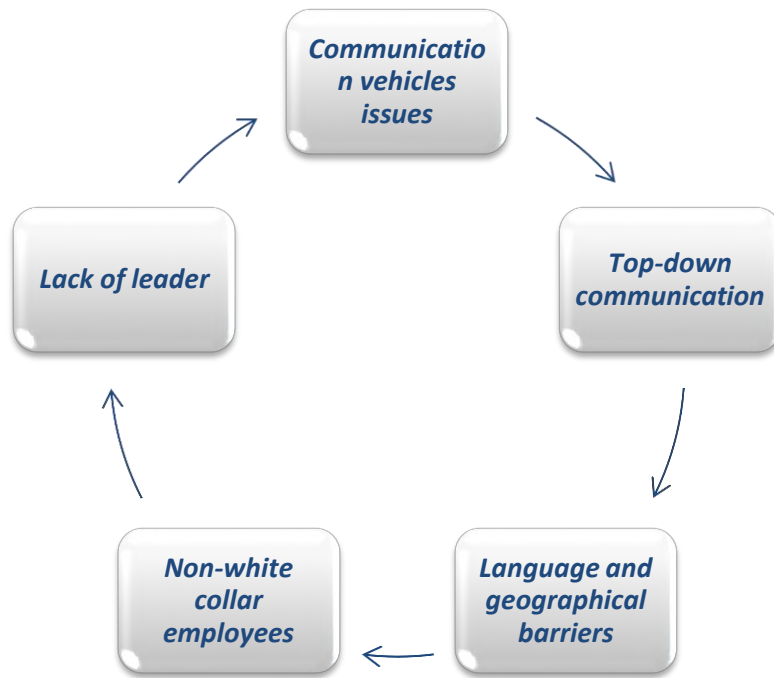 Communicatio
n vehicles
issues
Top-down
communication
Language and
geographical
barriers
Non-white
collar
employees
Lack of leader